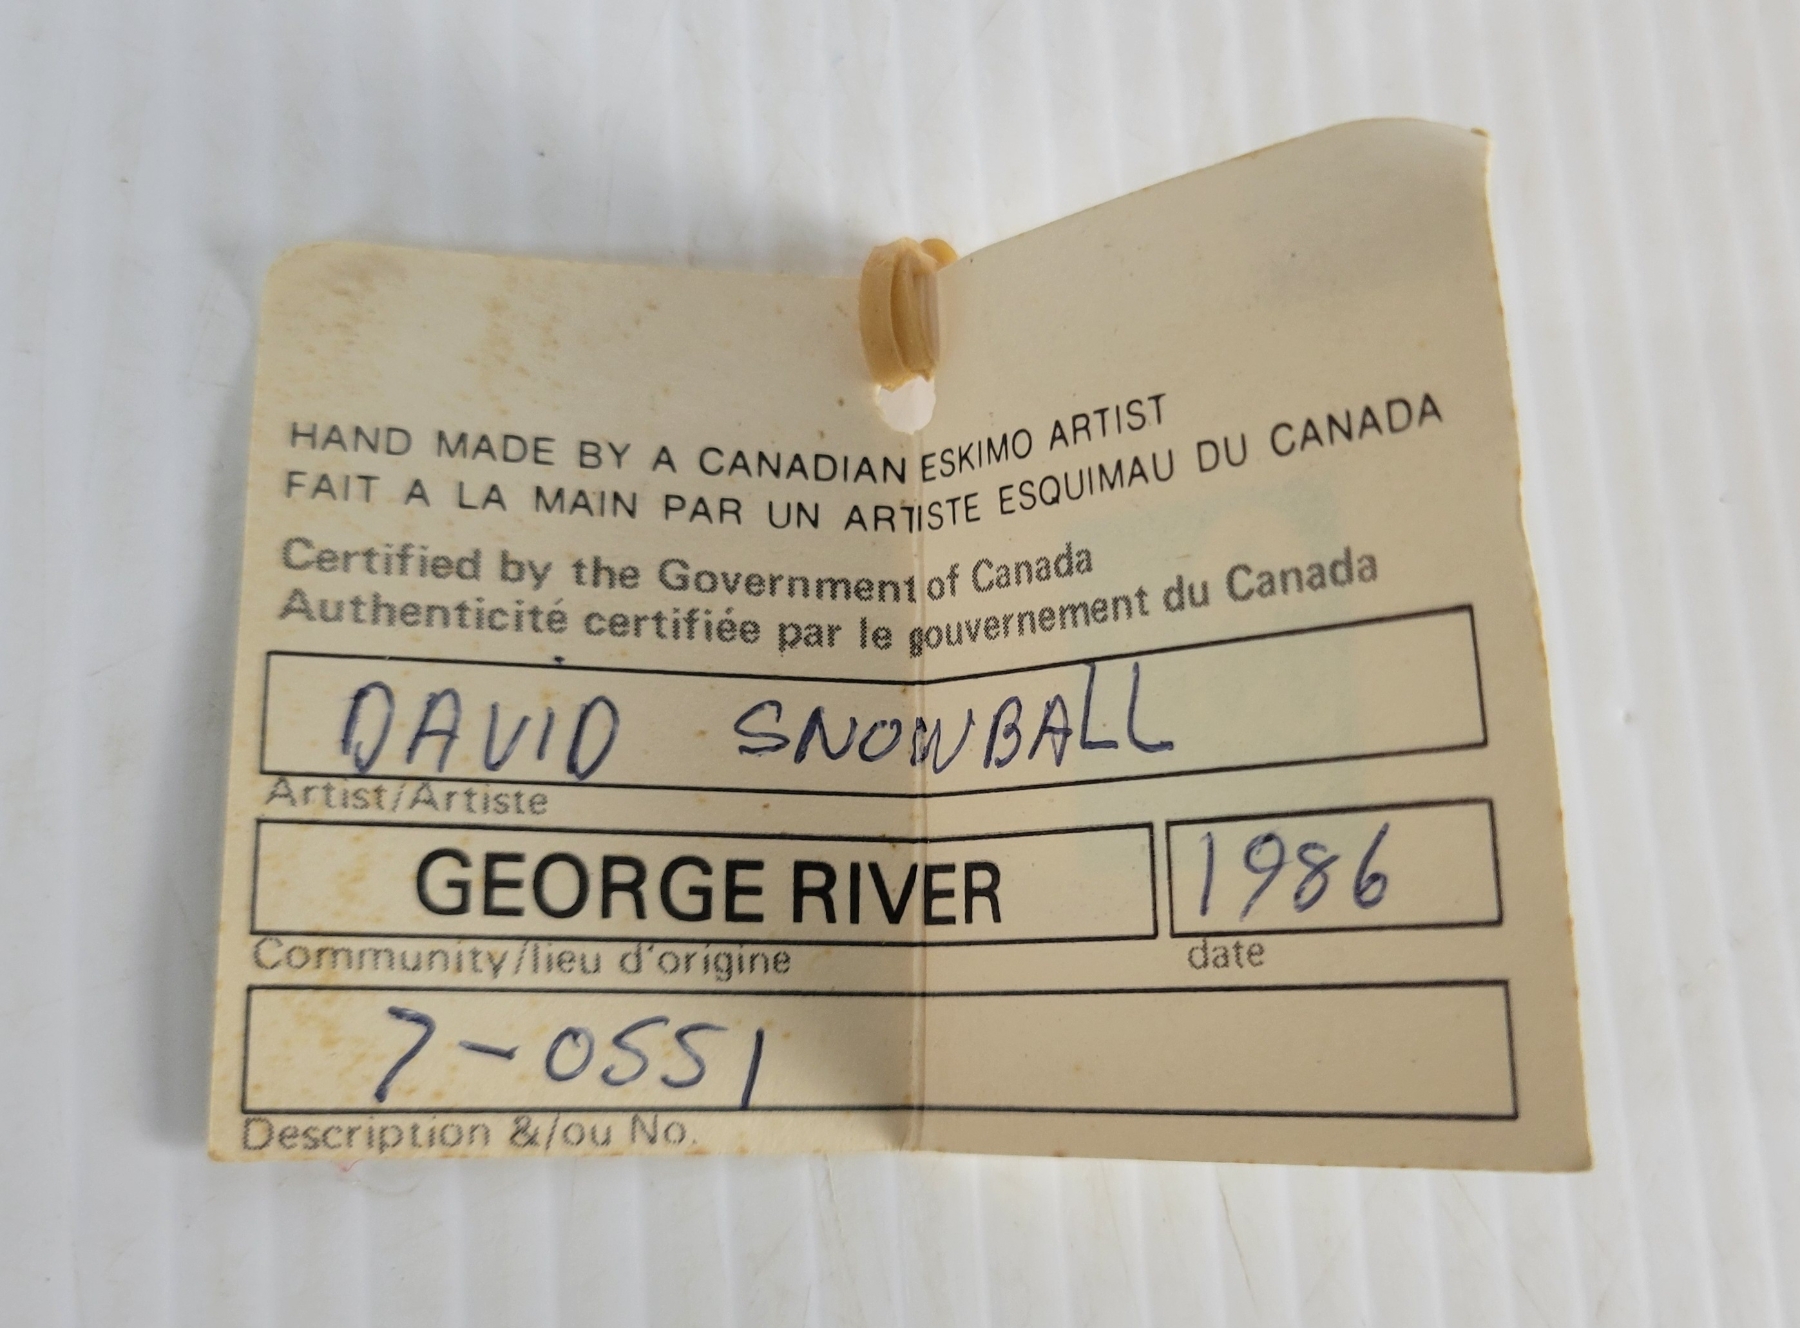 HAND MADE BY A CANADIAN ESKIMO ARTIST
FAIT A LA MAIN PAR UN ARTISTE ESQUIMAU DU CANADA
Certified by the Government of Canada
Authenticité certifiée par le gouvernement du Canada
DAVID SNOWBALL
Artist/Artiste
GEORGE RIVER 1986
Community/lieu d'origine date
7-0551
Description &/ou No.